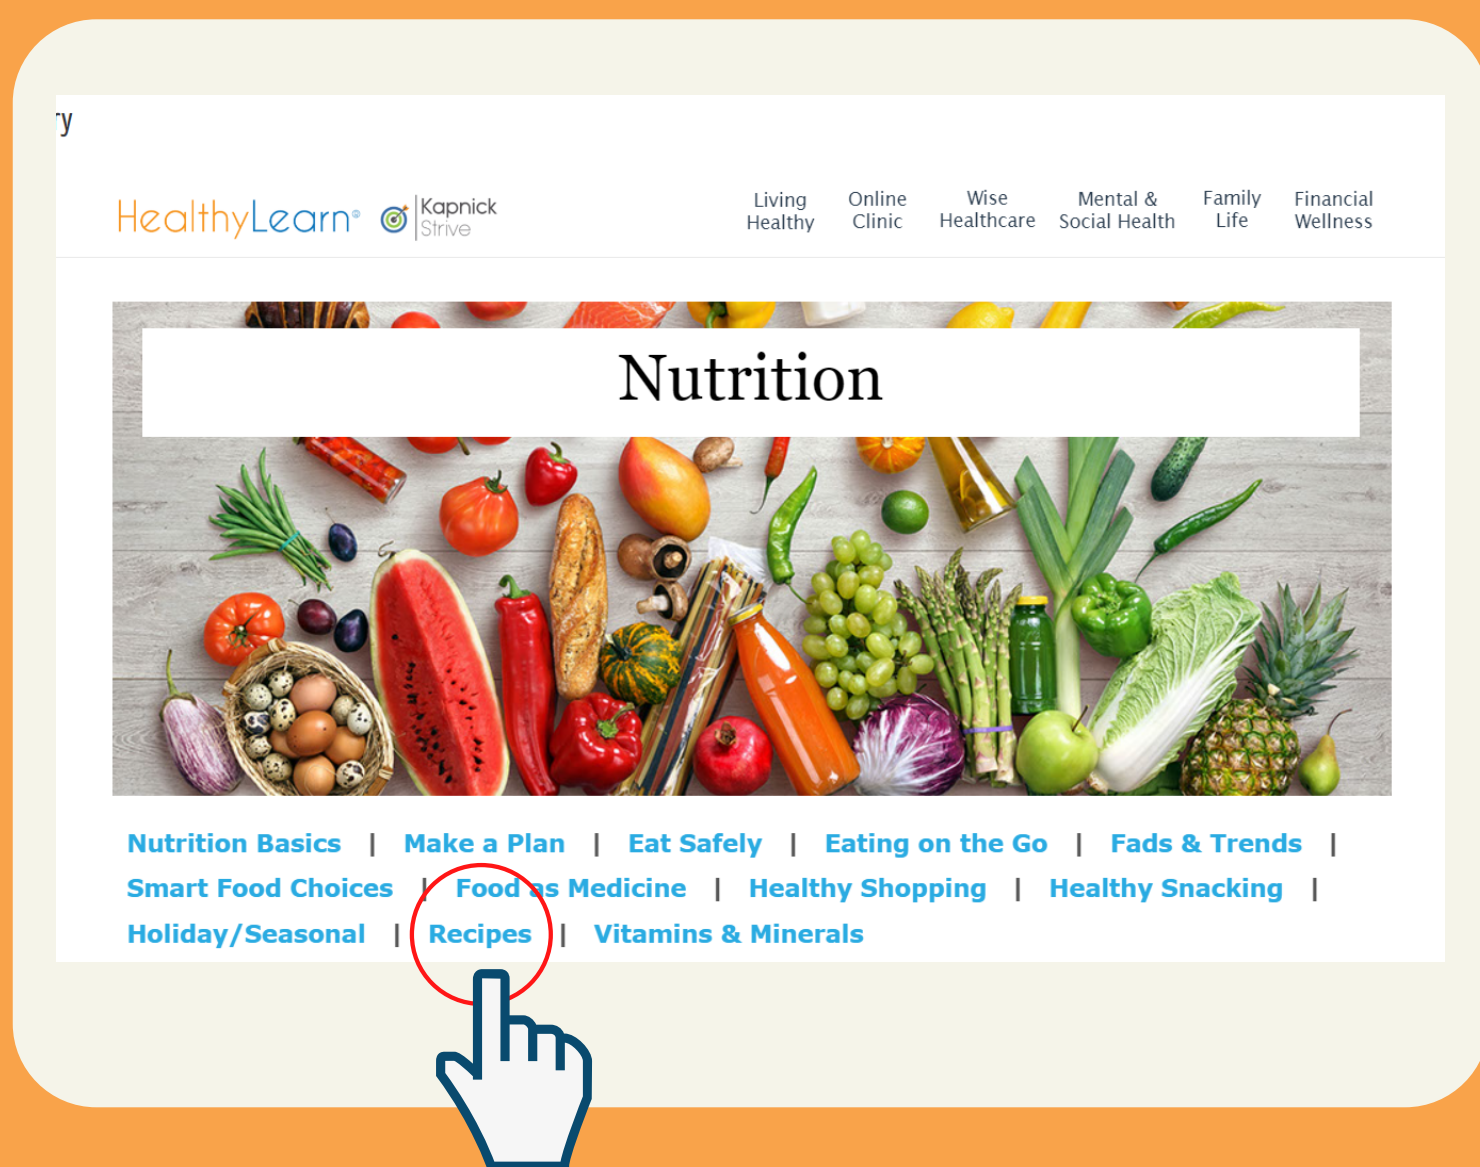 ry
HealthyLearn® Kapnick Strive
Living Healthy
Online Clinic
Wise Healthcare
Mental & Social Health
Family Life
Financial Wellness
Nutrition
Nutrition Basics | Make a Plan | Eat Safely | Eating on the Go | Fads & Trends |
Smart Food Choices | Food as Medicine | Healthy Shopping | Healthy Snacking |
Holiday/Seasonal | Recipes | Vitamins & Minerals